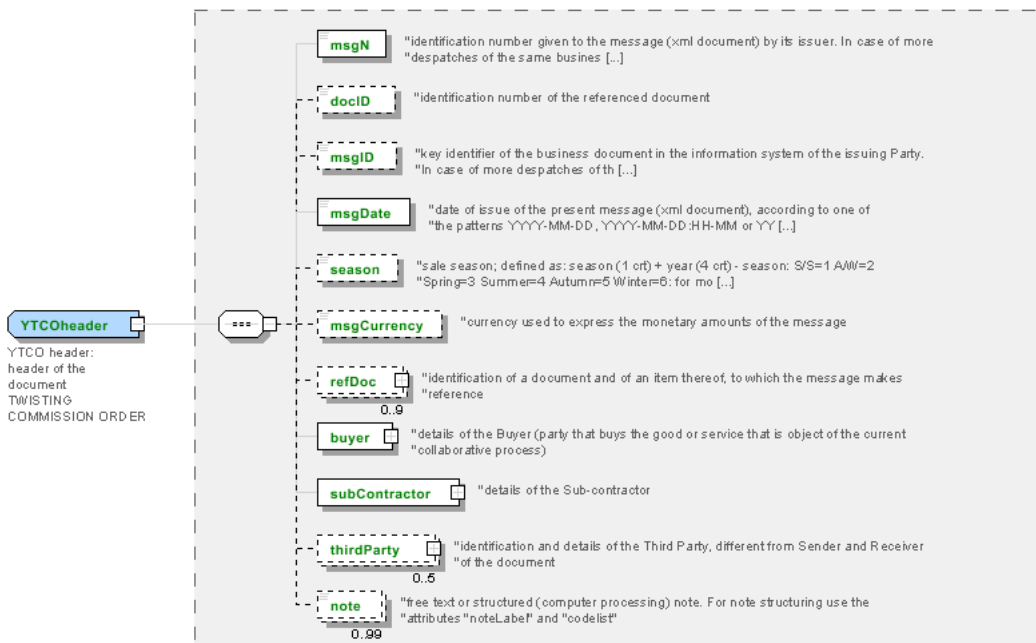 msgN
"identification number given to the message (xml document) by its issuer. In case of more
"despatches of the same busines [...]
docID
"identification number of the referenced document
msgID
"key identifier of the business document in the information system of the issuing Party.
"In case of more despatches of th [...]
msgDate
"date of issue of the present message (xml document), according to one of
"the patterns YYYY-MM-DD, YYYY-MM-DD:HH-MM or YY [...]
season
"sale season; defined as: season (1 crt) + year (4 crt) - season: S/S=1 A/W=2
"Spring=3 Summer=4 Autumn=5 Winter=6: for mo [...]
YTCOheader
YTCO header:
header of the
document
TWISTING
COMMISSION ORDER
msgCurrency
"currency used to express the monetary amounts of the message
refDoc
"identification of a document and of an item thereof, to which the message makes
"reference
0..9
buyer
"details of the Buyer (party that buys the good or service that is object of the current
"collaborative process)
subContractor
"details of the Sub-contractor
thirdParty
"identification and details of the Third Party, different from Sender and Receiver
"of the document
0..5
note
"free text or structured (computer processing) note. For note structuring use the
"attributes "noteLabel" and "codelist"
0..99